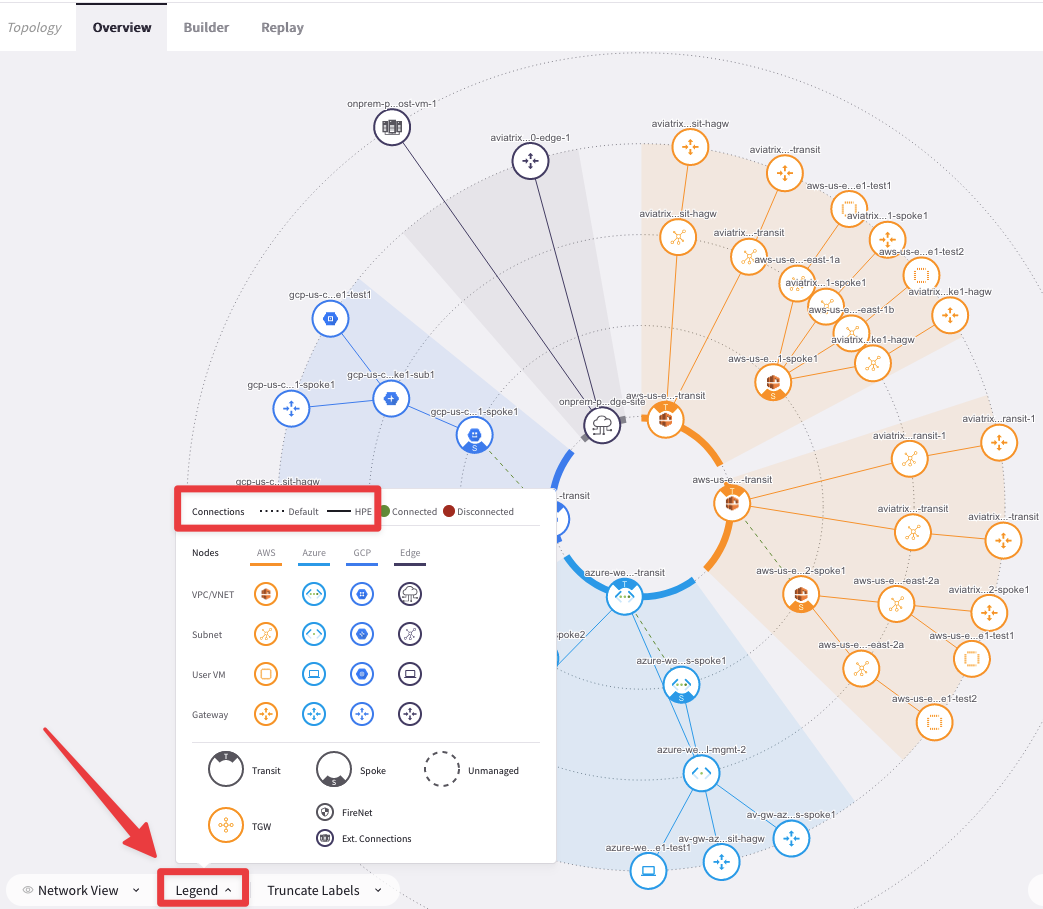 Topology
Overview
Builder
Replay
onprem-p...ost-vm-1
aviatrix...0-edge-1
aviatrix...sit-hagw
aviatrix...-transit
aws-us-e...e1-test1
aviatrix...sit-hagw
aviatrix...1-spoke1
aviatrix...-transit
aws-us-e...e1-test2
aws-us-e...-east-1a
aviatrix...1-spoke1
aviatrix...ke1-hagw
gcp-us-c...e1-test1
aws-us-e...-east-1b
aviatrix...ke1-hagw
aws-us-e...1-spoke1
gcp-us-c...ke1-sub1
gcp-us-c...1-spoke1
gcp-us-c...1-spoke1
S
onprem-p...dge-site
aws-us-e...-transit
T
S
aviatrix...ransit-1
aviatrix...ransit-1
gcp-us-c...sit-hagw
aws-us-e...-transit
T
-transit
aviatrix...-transit
aviatrix...-transit
Connections
Default
HPE
Connected
Disconnected
Nodes
AWS
Azure
GCP
Edge
VPC/VNET
Subnet
User VM
Gateway
T
Transit
S
Spoke
Unmanaged
TGW
FireNet
Ext. Connections
azure-we...-transit
T
aws-us-e...2-spoke1
S
aws-us-e...-east-2a
aviatrix...2-spoke1
spoke2
aws-us-e...e1-test1
aws-us-e...-east-2a
azure-we...s-spoke1
S
aws-us-e...e1-test2
azure-we...l-mgmt-2
av-gw-az...s-spoke1
av-gw-az...sit-hagw
azure-we...e1-test1
Network View
Legend
Truncate Labels